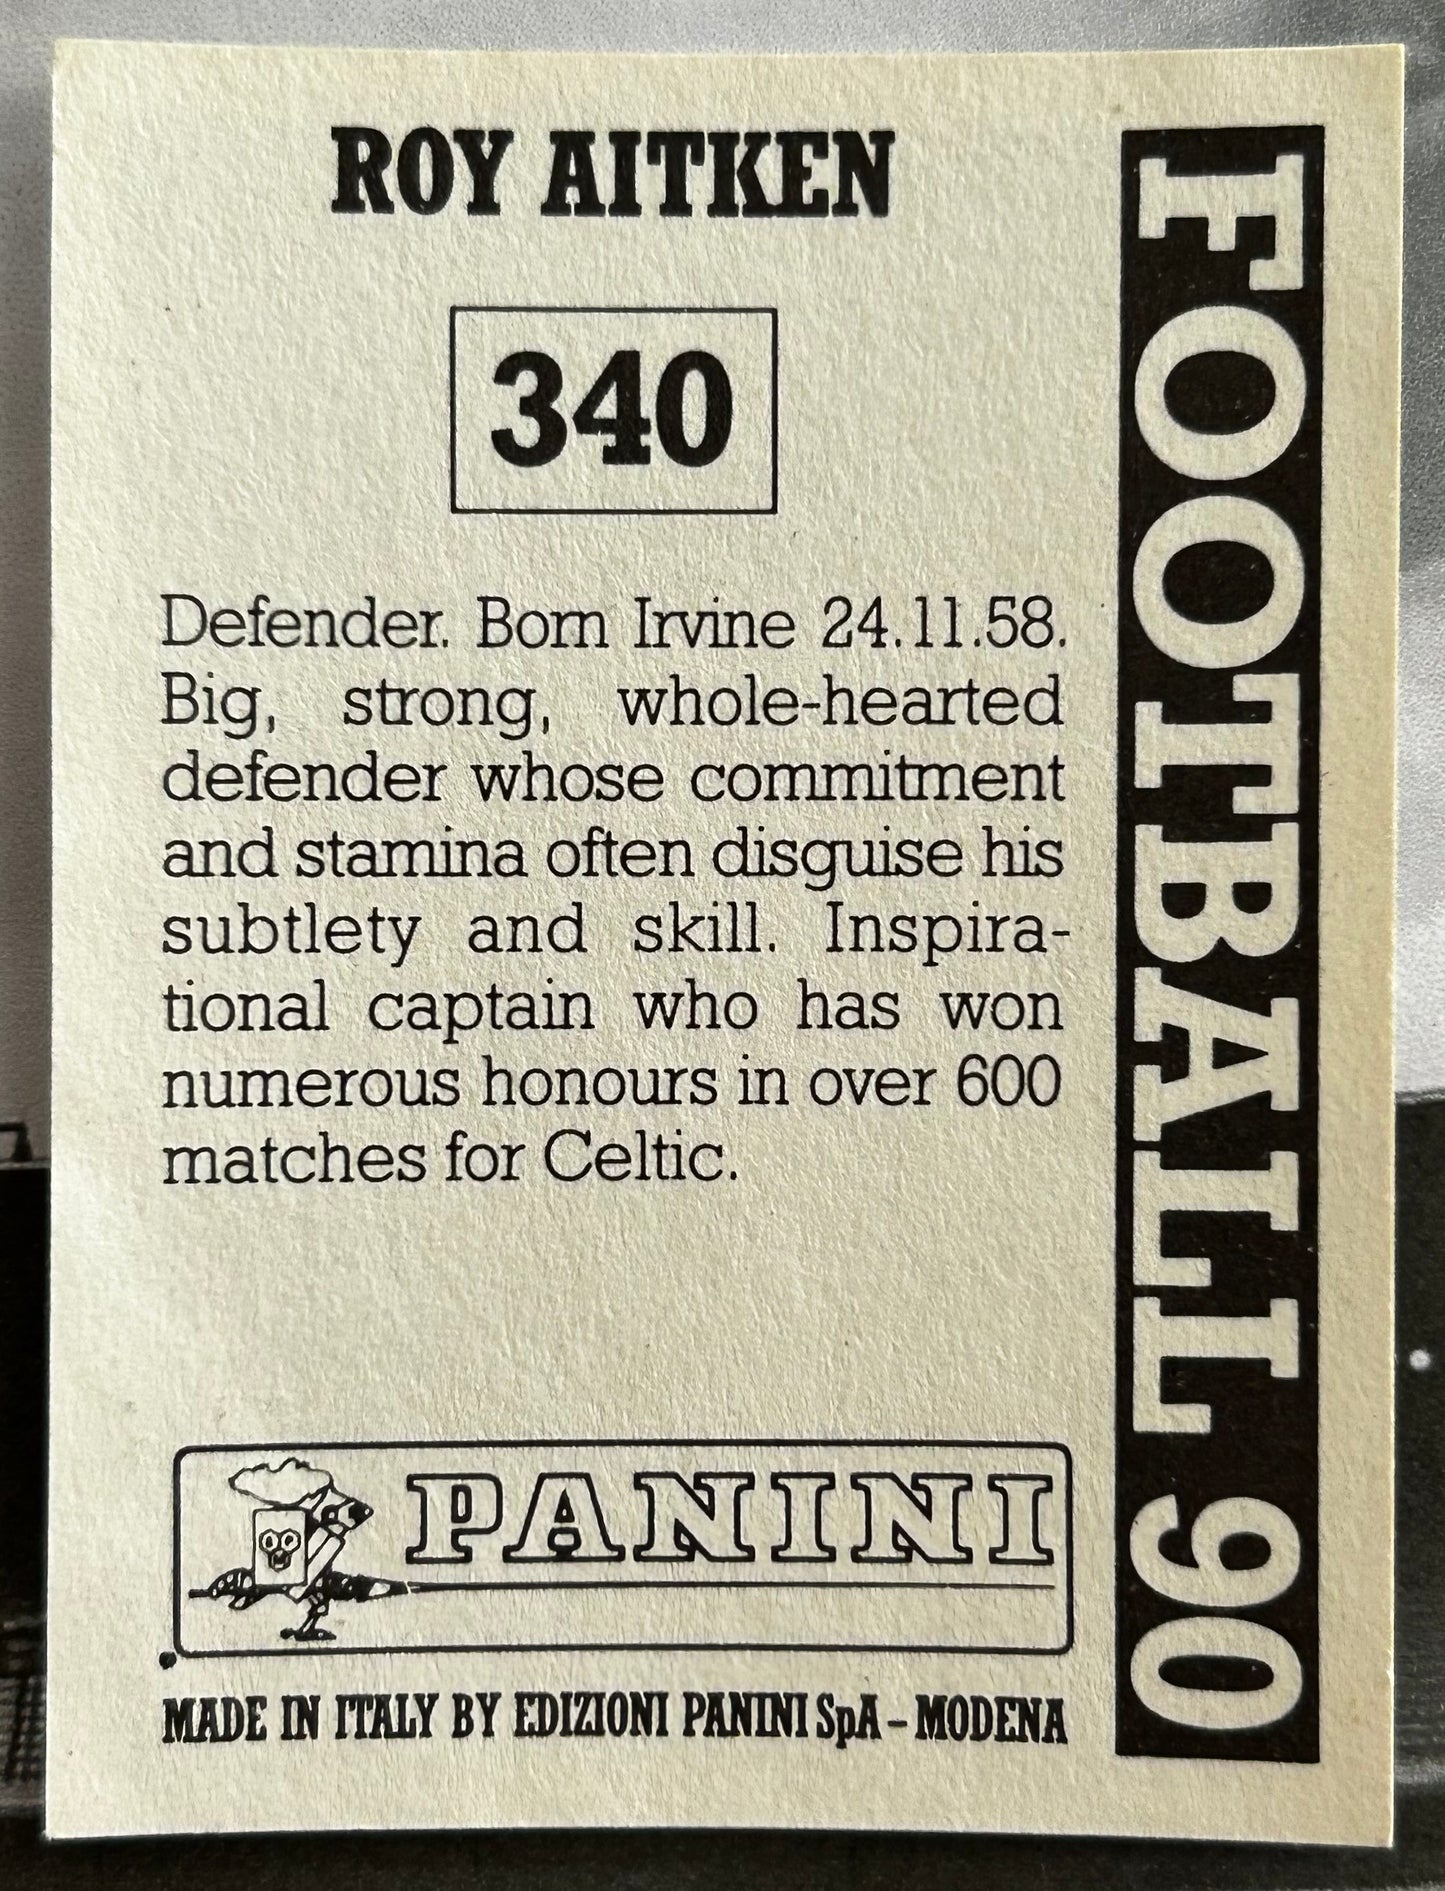 ROY AITKEN
340
Defender. Born Irvine 24.11.58.
Big, strong, whole-hearted
defender whose commitment
and stamina often disguise his
subtlety and skill. Inspira-
tional captain who has won
numerous honours in over 600
matches for Celtic.
PANINI
MADE IN ITALY BY EDIZIONI PANINI SpA - MODENA
FOOTBALL 90